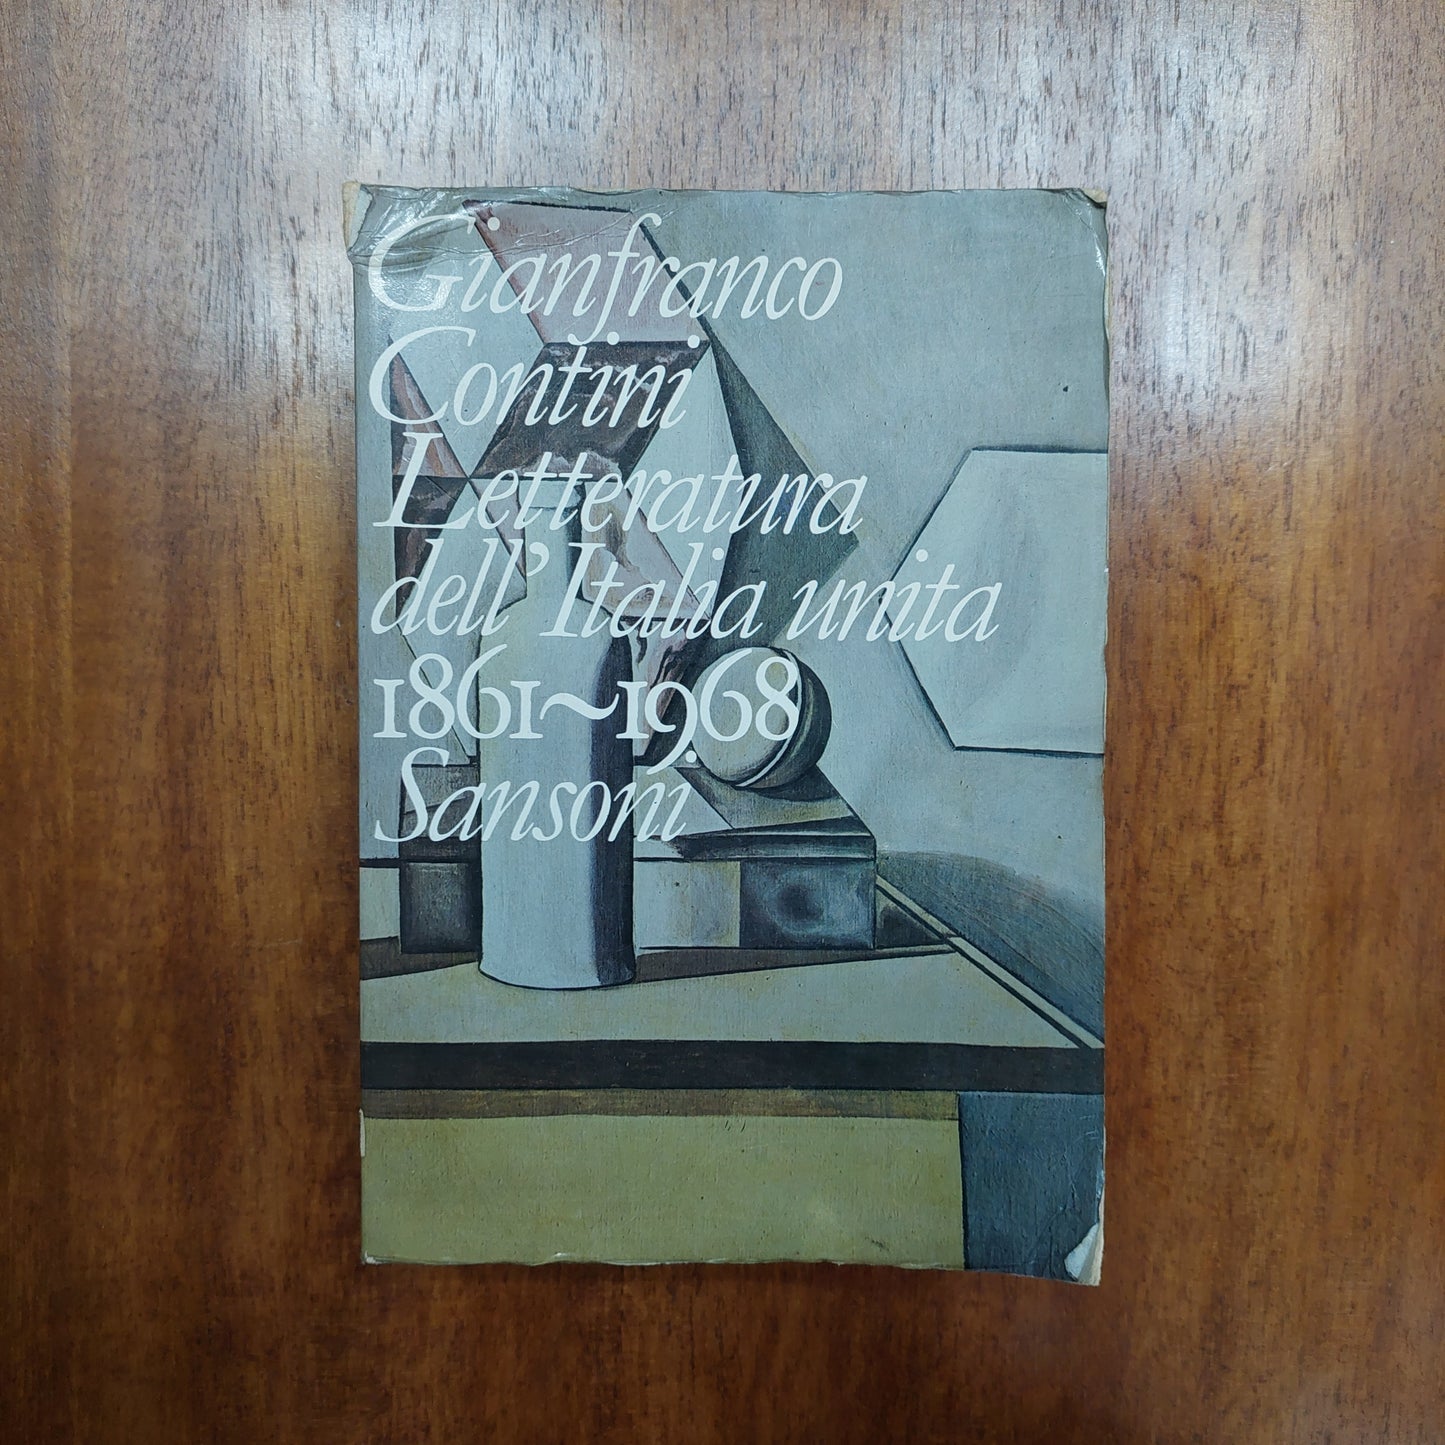 Gianfranco
Contini
Letteratura
dell'Italia unita
1861~1968
Sansoni